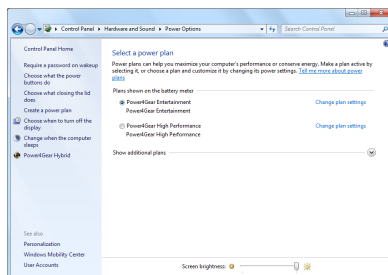 Control Panel ▸ Hardware and Sound ▸ Power Options
Search Control Panel
Control Panel Home
Require a password on wakeup
Choose what the power
buttons do
Choose what closing the lid
does
Create a power plan
Choose when to turn off the
display
Change when the computer
sleeps
Power4Gear Hybrid
See also
Personalization
Windows Mobility Center
User Accounts
Select a power plan
Power plans can help you maximize your computer's performance or conserve energy. Make a plan active by
selecting it, or choose a plan and customize it by changing its power settings. Tell me more about power
plans
Plans shown on the battery meter
Power4Gear Entertainment Change plan settings
Power4Gear Entertainment
Power4Gear High Performance Change plan settings
Power4Gear High Performance
Show additional plans
Screen brightness: